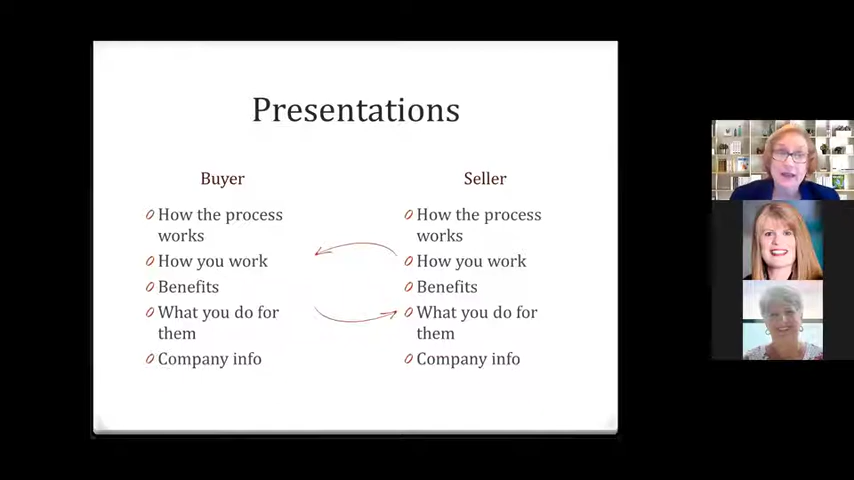 Presentations
Buyer
How the process
works
How you work
Benefits
What you do for
them
Company info
Seller
How the process
works
How you work
Benefits
What you do for
them
Company info